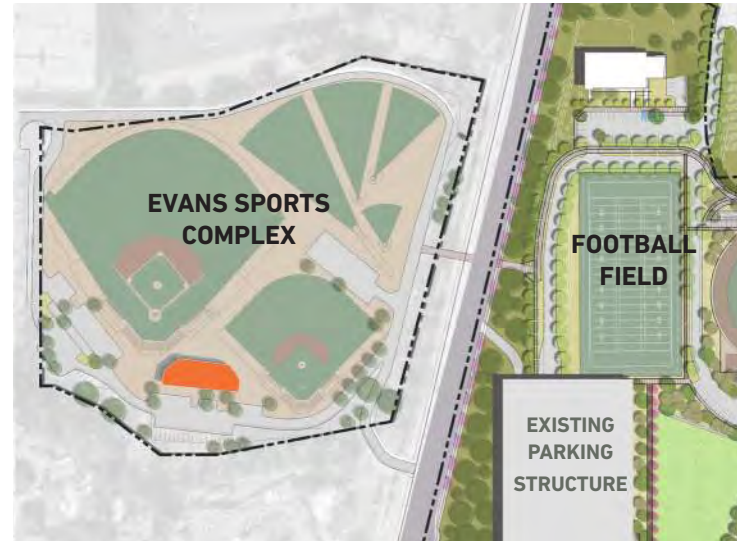 EVANS SPORTS
COMPLEX
FOOTBALL
FIELD
EXISTING
PARKING
STRUCTURE